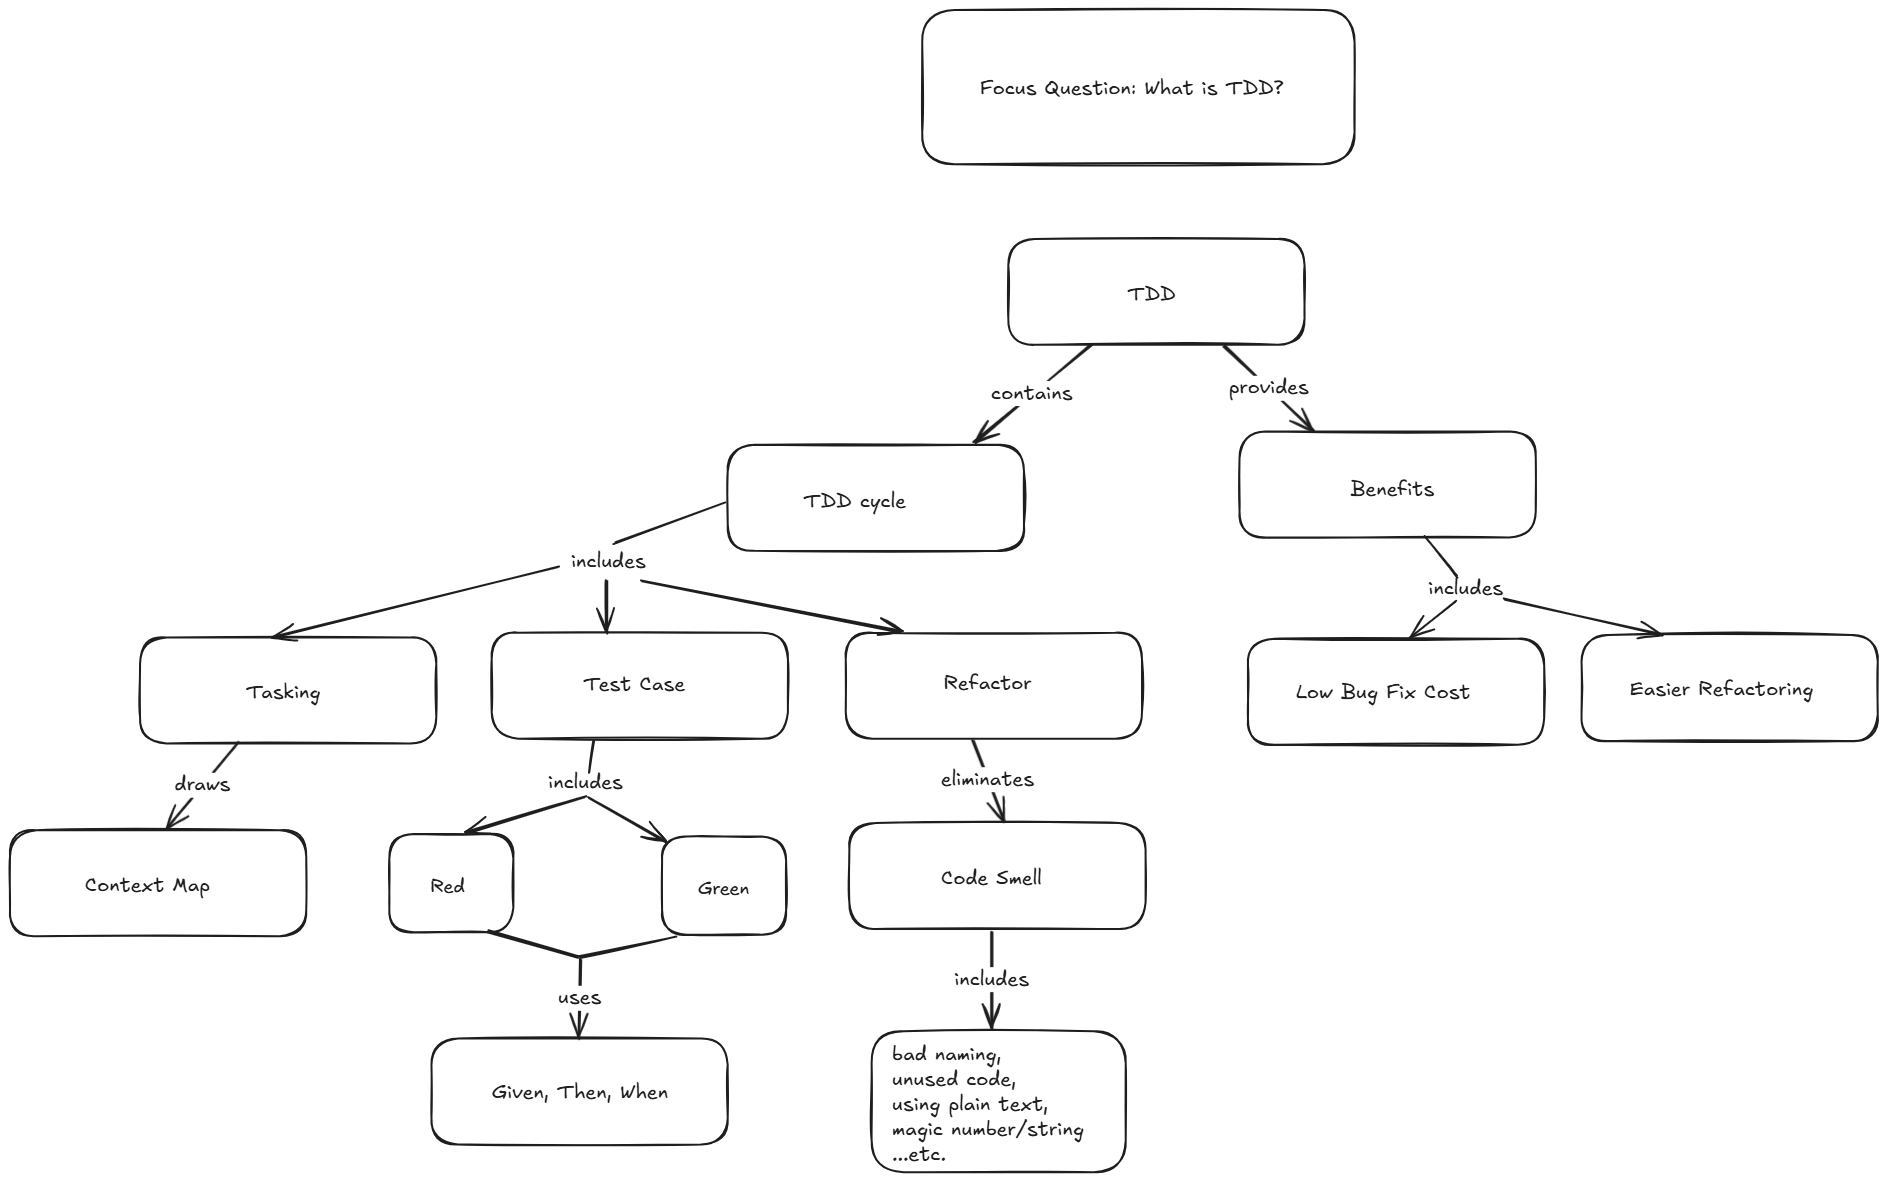 Focus Question: What is TDD?
TDD
contains
provides
TDD cycle
Benefits
includes
includes
Tasking
Test Case
Refactor
Low Bug Fix Cost
Easier Refactoring
draws
includes
eliminates
Context Map
Red
Green
Code Smell
uses
includes
Given, Then, When
bad naming,
unused code,
using plain text,
magic number/string
...etc.